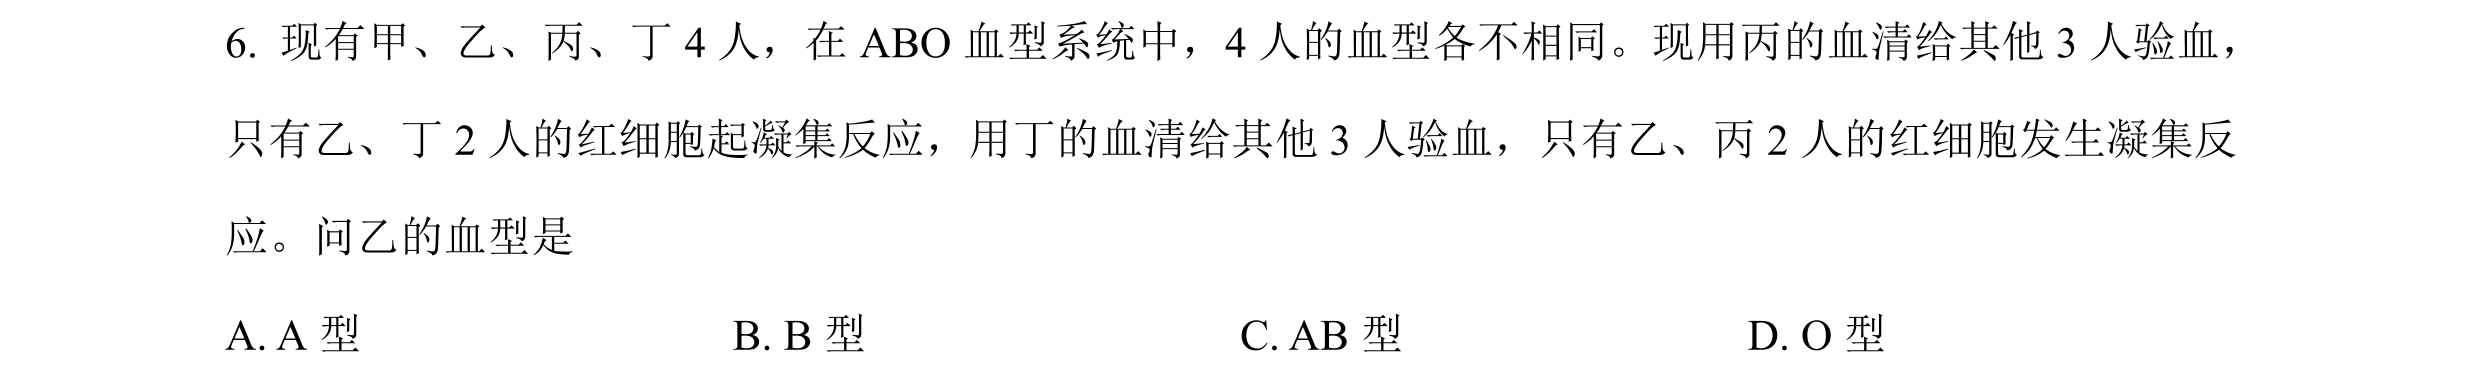 6. 现有甲、乙、丙、丁 4 人，在 ABO 血型系统中，4 人的血型各不相同。现用丙的血清给其他 3 人验血，
只有乙、丁 2 人的红细胞起凝集反应，用丁的血清给其他 3 人验血，只有乙、丙 2 人的红细胞发生凝集反
应。问乙的血型是
A. A 型 B. B 型 C. AB 型 D. O 型